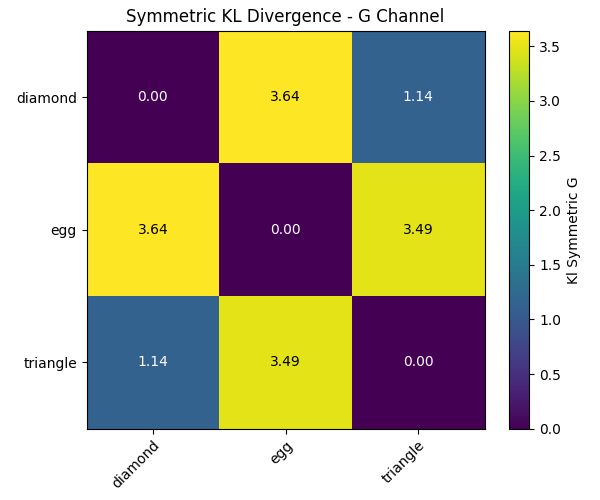 Symmetric KL Divergence - G Channel
diamond
0.00
3.64
1.14
egg
3.64
0.00
3.49
triangle
1.14
3.49
0.00
diamond
egg
triangle
3.5
3.0
2.5
2.0
1.5
1.0
0.5
0.0
Kl Symmetric G